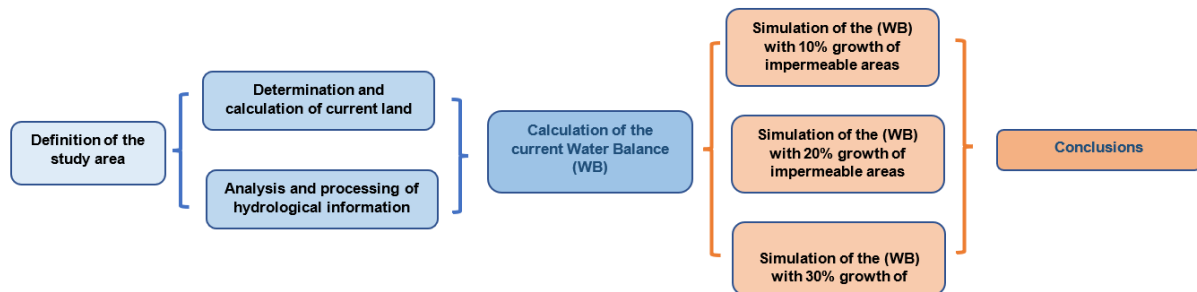 Definition of the
study area
Determination and
calculation of current land
Analysis and processing of
hydrological information
Calculation of the
current Water Balance
(WB)
Simulation of the (WB)
with 10% growth of
impermeable areas
Simulation of the (WB)
with 20% growth of
impermeable areas
Simulation of the (WB)
with 30% growth of
Conclusions